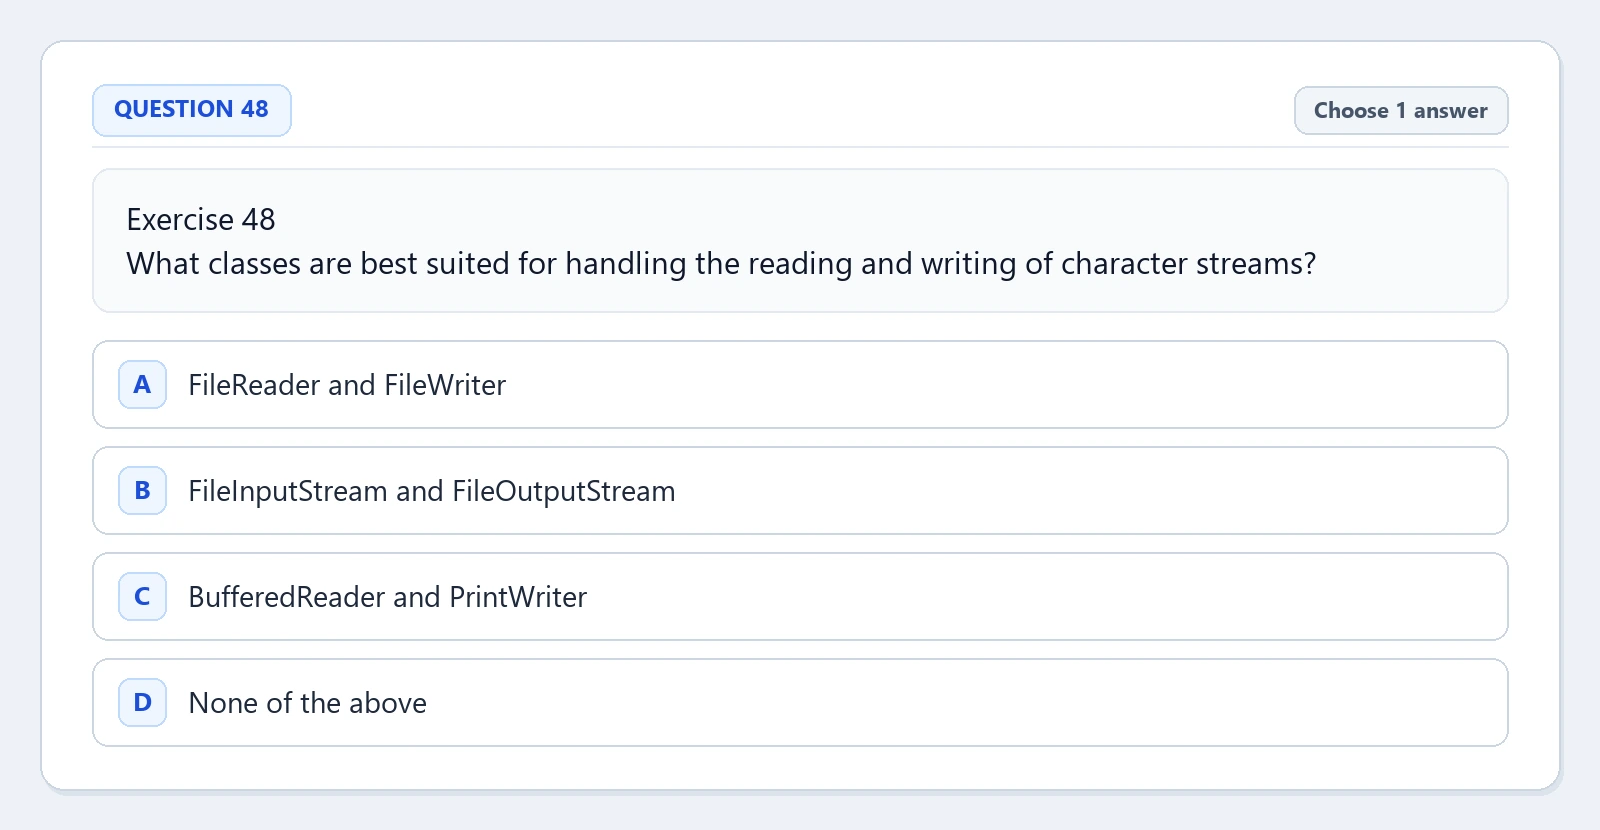 QUESTION 48
Choose 1 answer
Exercise 48
What classes are best suited for handling the reading and writing of character streams?
A FileReader and FileWriter
B FileInputStream and FileOutputStream
C BufferedReader and PrintWriter
D None of the above